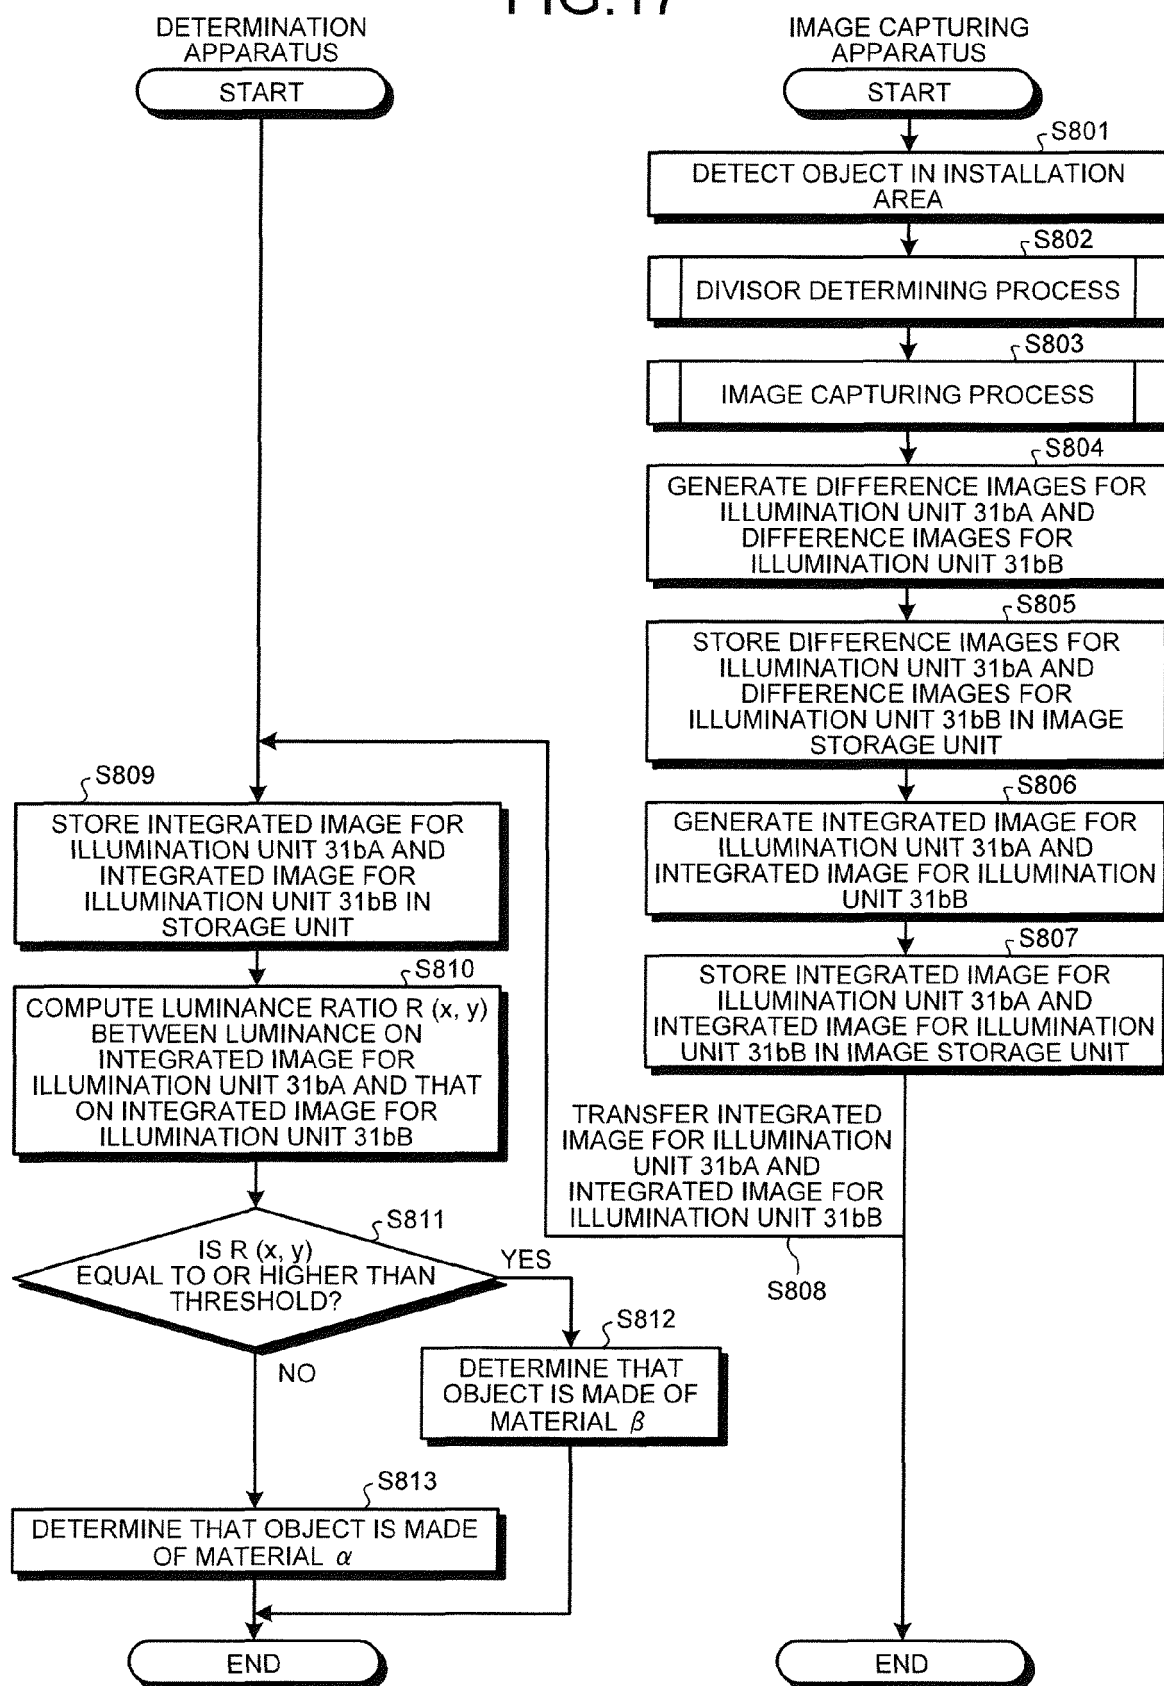 FIG.17
DETERMINATION
APPARATUS
START
IMAGE CAPTURING
APPARATUS
START
S801
DETECT OBJECT IN INSTALLATION
AREA
S802
DIVISOR DETERMINING PROCESS
S803
IMAGE CAPTURING PROCESS
S804
GENERATE DIFFERENCE IMAGES FOR
ILLUMINATION UNIT 31bA AND
DIFFERENCE IMAGES FOR
ILLUMINATION UNIT 31bB
S805
STORE DIFFERENCE IMAGES FOR
ILLUMINATION UNIT 31bA AND
DIFFERENCE IMAGES FOR
ILLUMINATION UNIT 31bB IN IMAGE
STORAGE UNIT
S806
GENERATE INTEGRATED IMAGE FOR
ILLUMINATION UNIT 31bA AND
INTEGRATED IMAGE FOR ILLUMINATION
UNIT 31bB
S807
STORE INTEGRATED IMAGE FOR
ILLUMINATION UNIT 31bA AND
INTEGRATED IMAGE FOR ILLUMINATION
UNIT 31bB IN IMAGE STORAGE UNIT
TRANSFER INTEGRATED
IMAGE FOR ILLUMINATION
UNIT 31bA AND
INTEGRATED IMAGE FOR
ILLUMINATION UNIT 31bB
S808
S809
STORE INTEGRATED IMAGE FOR
ILLUMINATION UNIT 31bA AND
INTEGRATED IMAGE FOR
ILLUMINATION UNIT 31bB IN
STORAGE UNIT
S810
COMPUTE LUMINANCE RATIO R (x, y)
BETWEEN LUMINANCE ON
INTEGRATED IMAGE FOR
ILLUMINATION UNIT 31bA AND THAT
ON INTEGRATED IMAGE FOR
ILLUMINATION UNIT 31bB
S811
IS R (x, y)
EQUAL TO OR HIGHER THAN
THRESHOLD?
YES
NO
S812
DETERMINE THAT
OBJECT IS MADE OF
MATERIAL β
S813
DETERMINE THAT OBJECT IS MADE
OF MATERIAL α
END
END